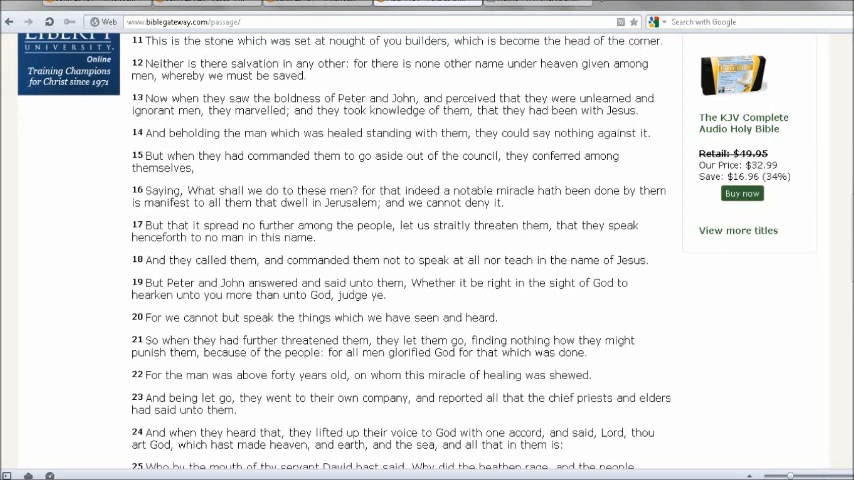 Web
www.biblegateway.com/passage/
Search with Google
LIBERTY
UNIVERSITY
Online
Training Champions
for Christ since 1971
11 This is the stone which was set at nought of you builders, which is become the head of the corner.
12 Neither is there salvation in any other: for there is none other name under heaven given among
men, whereby we must be saved.
13 Now when they saw the boldness of Peter and John, and perceived that they were unlearned and
ignorant men, they marvelled; and they took knowledge of them, that they had been with Jesus.
14 And beholding the man which was healed standing with them, they could say nothing against it.
15 But when they had commanded them to go aside out of the council, they conferred among
themselves,
16 Saying, What shall we do to these men? for that indeed a notable miracle hath been done by them
is manifest to all them that dwell in Jerusalem; and we cannot deny it.
17 But that it spread no further among the people, let us straitly threaten them, that they speak
henceforth to no man in this name.
18 And they called them, and commanded them not to speak at all nor teach in the name of Jesus.
19 But Peter and John answered and said unto them, Whether it be right in the sight of God to
hearken unto you more than unto God, judge ye.
20 For we cannot but speak the things which we have seen and heard.
21 So when they had further threatened them, they let them go, finding nothing how they might
punish them, because of the people: for all men glorified God for that which was done.
22 For the man was above forty years old, on whom this miracle of healing was shewed.
23 And being let go, they went to their own company, and reported all that the chief priests and elders
had said unto them.
24 And when they heard that, they lifted up their voice to God with one accord, and said, Lord, thou
art God, which hast made heaven, and earth, and the sea, and all that in them is:
25 Who by the mouth of thy servant David hast said, Why did the heathen rage, and the people
The KJV Complete
Audio Holy Bible
Retail: $49.95
Our Price: $32.99
Save: $16.96 (34%)
Buy now
View more titles